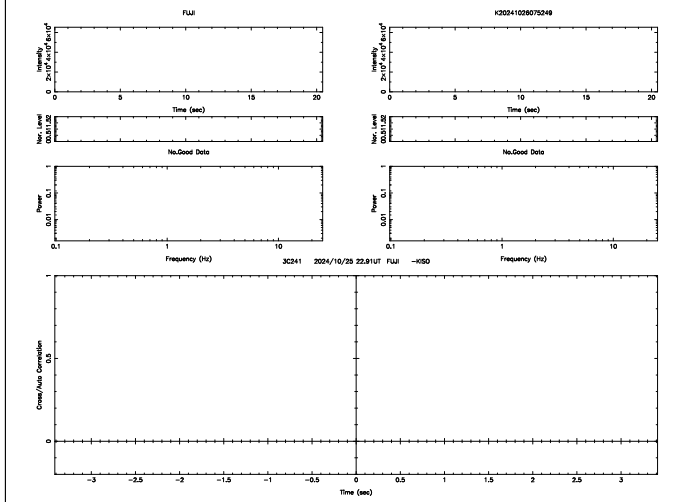 FUJI
K20241026075249
Intensity
2×10⁴ 4×10⁴ 6×10⁴
0 5 10 15 20
Time (sec)
Intensity
2×10⁴ 4×10⁴ 6×10⁴
0 5 10 15 20
Time (sec)
Nor. Level
00.511.52
Nor. Level
00.511.52
No.Good Data
No.Good Data
Power
0.01 0.1 1
0.1 1 10
Frequency (Hz)
Power
0.01 0.1 1
0.1 1 10
Frequency (Hz)
3C241 2024/10/25 22.91UT FUJI -KISO
Cross/Auto Correlation
0 0.5 1
-3 -2.5 -2 -1.5 -1 -0.5 0 0.5 1 1.5 2 2.5 3
Time (sec)